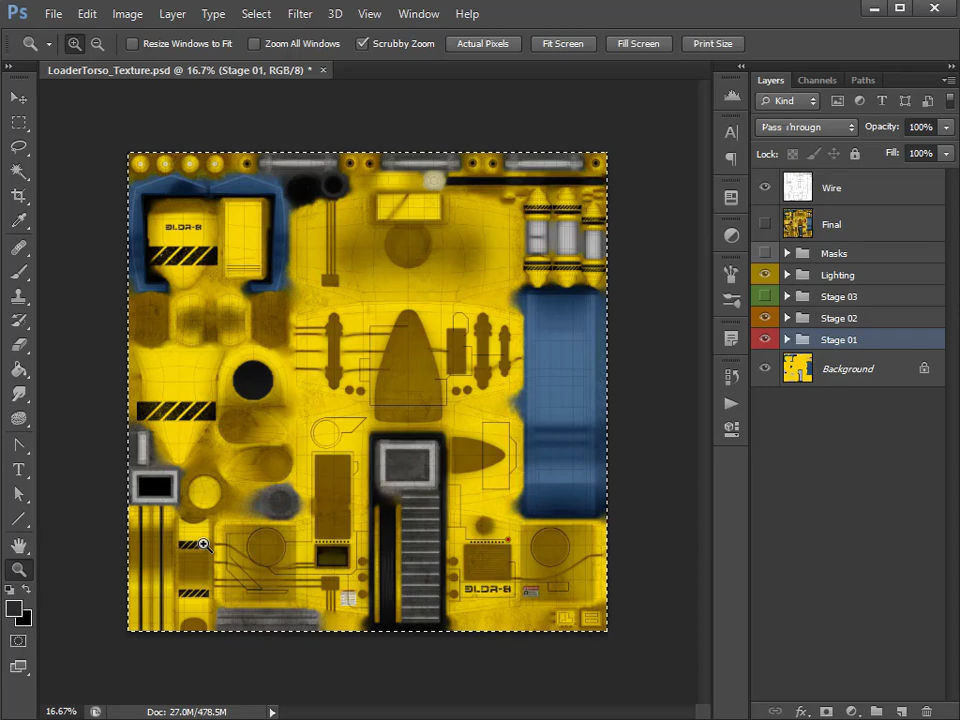 Ps File Edit Image Layer Type Select Filter 3D View Window Help
Resize Windows to Fit Zoom All Windows Scrubby Zoom Actual Pixels Fit Screen Fill Screen Print Size
LoaderTorso_Texture.psd @ 16.7% (Stage 01, RGB/8) *
Layers Channels Paths
Kind
Pass Through Opacity: 100%
Lock: Fill: 100%
Wire
Final
Masks
Lighting
Stage 03
Stage 02
Stage 01
Background
BLDR-8
BLDR-8
16.67% Doc: 27.0M/478.5M